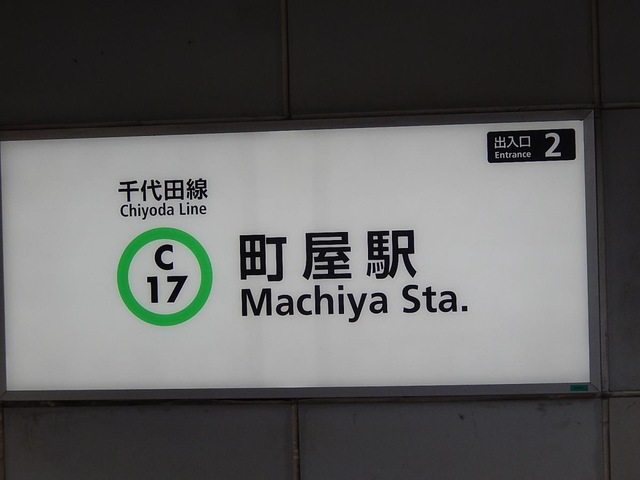 出入口
Entrance
2
千代田線
Chiyoda Line
C
17
町屋駅
Machiya Sta.